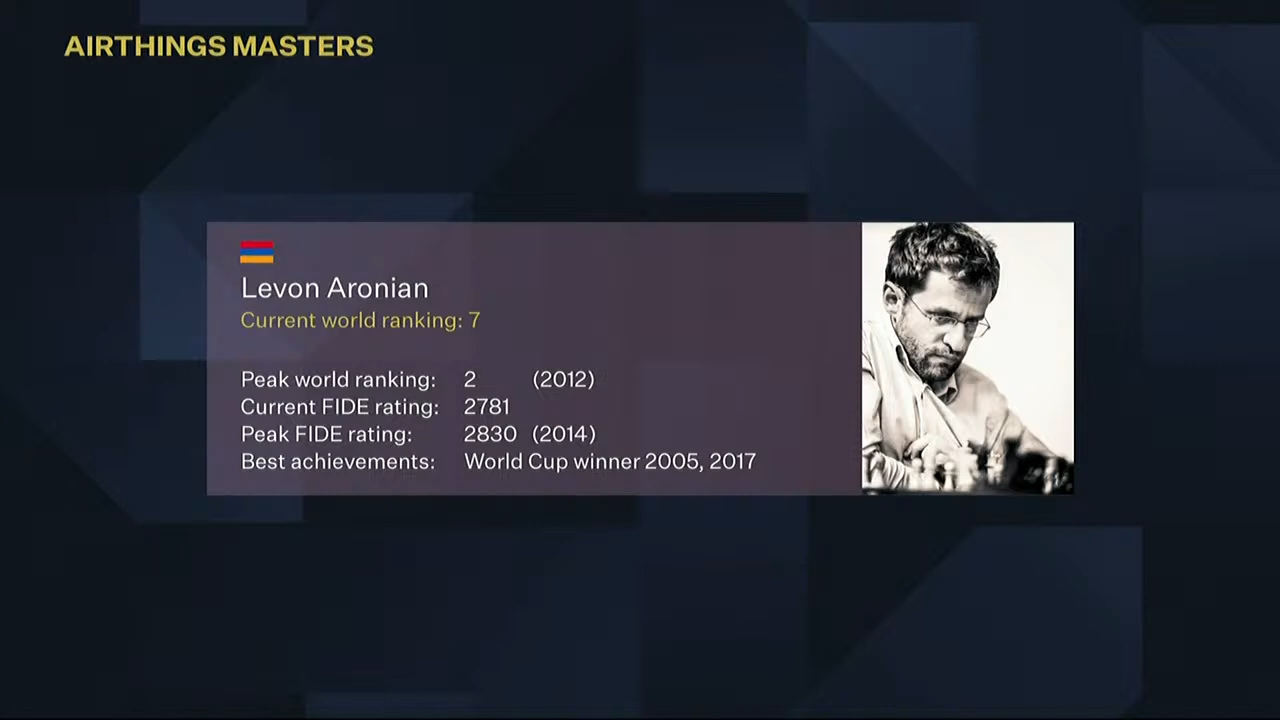 AIRTHINGS MASTERS
Levon Aronian
Current world ranking: 7
Peak world ranking: 2 (2012)
Current FIDE rating: 2781
Peak FIDE rating: 2830 (2014)
Best achievements: World Cup winner 2005, 2017